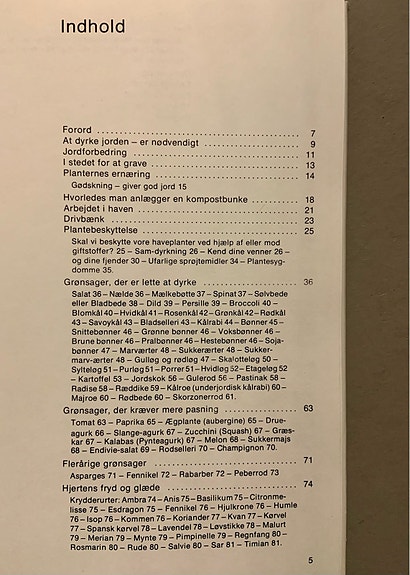 Indhold
Forord 7
At dyrke jorden – er nødvendigt 9
Jordforbedring 11
I stedet for at grave 13
Planternes ernæring 14
Gødskning – giver god jord 15
Hvorledes man anlægger en kompostbunke 18
Arbejdet i haven 21
Drivbænk 23
Plantebeskyttelse 25
Skal vi beskytte vore haveplanter ved hjælp af eller mod
giftstoffer? 25 – Sam-dyrkning 26 – Kend dine venner 26 –
og dine fjender 30 – Ufarlige sprøjtemidler 34 – Plantesyg-
domme 35.
Grønsager, der er lette at dyrke 36
Salat 36 – Nælde 36 – Mælkebøtte 37 – Spinat 37 – Sølvbede
eller Bladbede 38 – Dild 39 – Persille 39 – Broccoli 40 –
Blomkål 40 – Hvidkål 41 – Rosenkål 42 – Grønkål 42 – Rødkål
43 – Savoykål 43 – Bladselleri 43 – Kålrabi 44 – Bønner 45 –
Snittebønner 46 – Grønne bønner 46 – Voksbønner 46 –
Brune bønner 46 – Pralbønner 46 – Hestebønner 46 – Soja-
bønner 47 – Marværter 48 – Sukkerærter 48 – Sukker-
marv-ærter 48 – Gulløg og rødløg 47 – Skalotteløg 50 –
Sylteløg 51 – Purløg 51 – Porrer 51 – Hvidløg 52 – Etageløg 52
– Kartoffel 53 – Jordskok 56 – Gulerod 56 – Pastinak 58 –
Radise 58 – Ræddike 59 – Kålroe (underjordisk kålrabi) 60 –
Majroe 60 – Rødbede 60 – Skorzonerrod 61.
Grønsager, der kræver mere pasning 63
Tomat 63 – Paprika 65 – Ægplante (aubergine) 65 – Drue-
agurk 66 – Slange-agurk 67 – Zucchini (Squash) 67 – Græs-
kar 67 – Kalabas (Pynteagurk) 67 – Melon 68 – Sukkermajs
68 – Endivie-salat 69 – Rodselleri 70 – Champignon 70.
Flerårige grønsager 71
Asparges 71 – Fennikel 72 – Rabarber 72 – Peberrod 73
Hjertens fryd og glæde 74
Krydderurter: Ambra 74 – Anis 75 – Basilikum 75 – Citronme-
lisse 75 – Esdragon 75 – Fennikel 76 – Hjulkrone 76 – Humle
76 – Isop 76 – Kommen 76 – Koriander 77 – Kvan 77 – Kørvel
77 – Spansk kørvel 78 – Lavendel 78 – Løvstikke 78 – Malurt
79 – Merian 79 – Mynte 79 – Pimpinelle 79 – Regnfang 80 –
Rosmarin 80 – Rude 80 – Salvie 80 – Sar 81 – Timian 81.
5